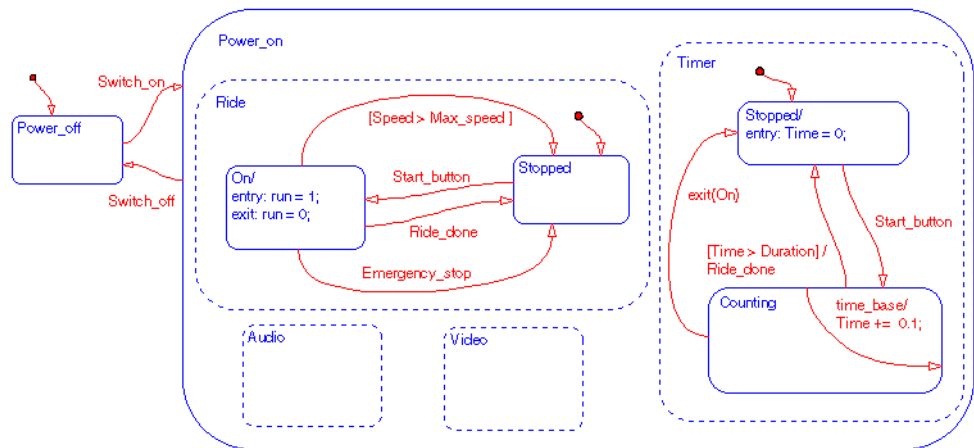 Power_on
Switch_on
Power_off
Switch_off
Ride
[Speed > Max_speed ]
On/
entry: run = 1;
exit: run = 0;
Start_button
Stopped
Ride_done
Emergency_stop
Audio
Video
Timer
Stopped/
entry: Time = 0;
exit(On)
Start_button
[Time > Duration] /
Ride_done
Counting
time_base/
Time += 0.1;